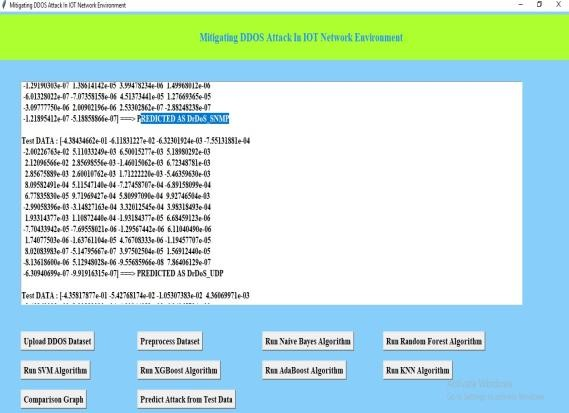 Mitigating DDOS Attack In IOT Network Environment
Mitigating DDOS Attack In IOT Network Environment
-1.29190303e-07 1.38614142e-05 3.99478234e-06 1.49968012e-06
-6.01328022e-07 -7.07358158e-06 4.51373441e-05 1.27669365e-05
-3.09777750e-06 2.00902196e-06 2.53302862e-07 -2.88248238e-07
-1.21895412e-07 -5.18858866e-07] ===> PREDICTED AS DrDoS_SNMP
Test DATA : [-4.38434662e-01 -6.11831227e-02 -6.32301924e-03 -7.55131881e-04
-2.00226763e-02 5.11033249e-03 6.50015277e-03 5.18980292e-03
2.12096566e-02 2.85698556e-03 -1.46015062e-03 6.72348781e-03
2.85675889e-03 2.60010762e-03 1.71222220e-03 -5.46359630e-03
8.09582491e-04 5.11547140e-04 -7.27458707e-04 -6.89158099e-04
6.77835830e-05 9.71969427e-04 5.80997090e-04 9.92746504e-03
-2.99058396e-03 -3.14827163e-04 3.32012545e-04 3.98318493e-04
1.93314377e-03 1.10872440e-04 -1.93184377e-05 6.68459123e-06
-7.70433942e-05 -7.69558021e-06 -1.29567442e-06 6.11040490e-06
1.74077503e-06 -1.63761104e-05 4.76708333e-06 -1.19457707e-05
8.02083983e-07 -5.14795667e-07 3.97502504e-05 1.56912440e-05
-8.13618600e-06 5.12948028e-06 -9.55685966e-08 7.86406129e-07
-6.30940699e-07 -9.91916315e-07] ===> PREDICTED AS DrDoS_UDP
Test DATA : [-4.35817877e-01 -5.42768174e-02 -1.05307383e-02 4.36069971e-03
Upload DDOS Dataset Preprocess Dataset Run Naive Bayes Algorithm Run Random Forest Algorithm
Run SVM Algorithm Run XGBoost Algorithm Run AdaBoost Algorithm Run KNN Algorithm
Activate Windows
Go to Settings to activate Windows.
Comparison Graph Predict Attack from Test Data